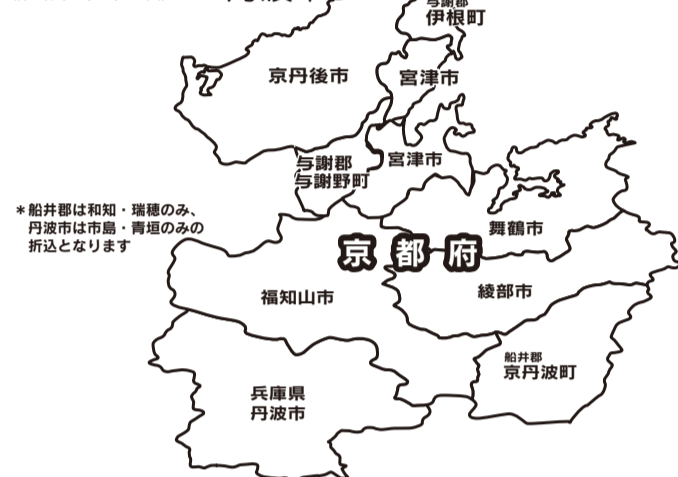 与謝郡
伊根町
京丹後市
宮津市
宮津市
与謝郡
与謝野町
＊船井郡は和知・瑞穂のみ、
丹波市は市島・青垣のみの
折込となります
舞鶴市
京都府
綾部市
福知山市
船井郡
京丹波町
兵庫県
丹波市